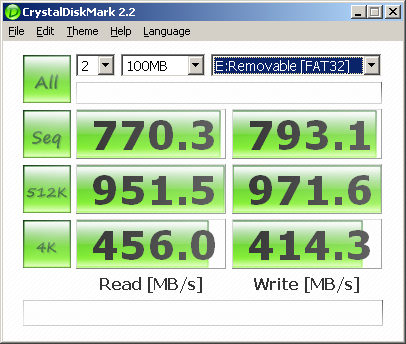 CrystalDiskMark 2.2
File Edit Theme Help Language
All 2 100MB E:Removable [FAT32]
Seq 770.3 793.1
512K 951.5 971.6
4K 456.0 414.3
Read [MB/s] Write [MB/s]